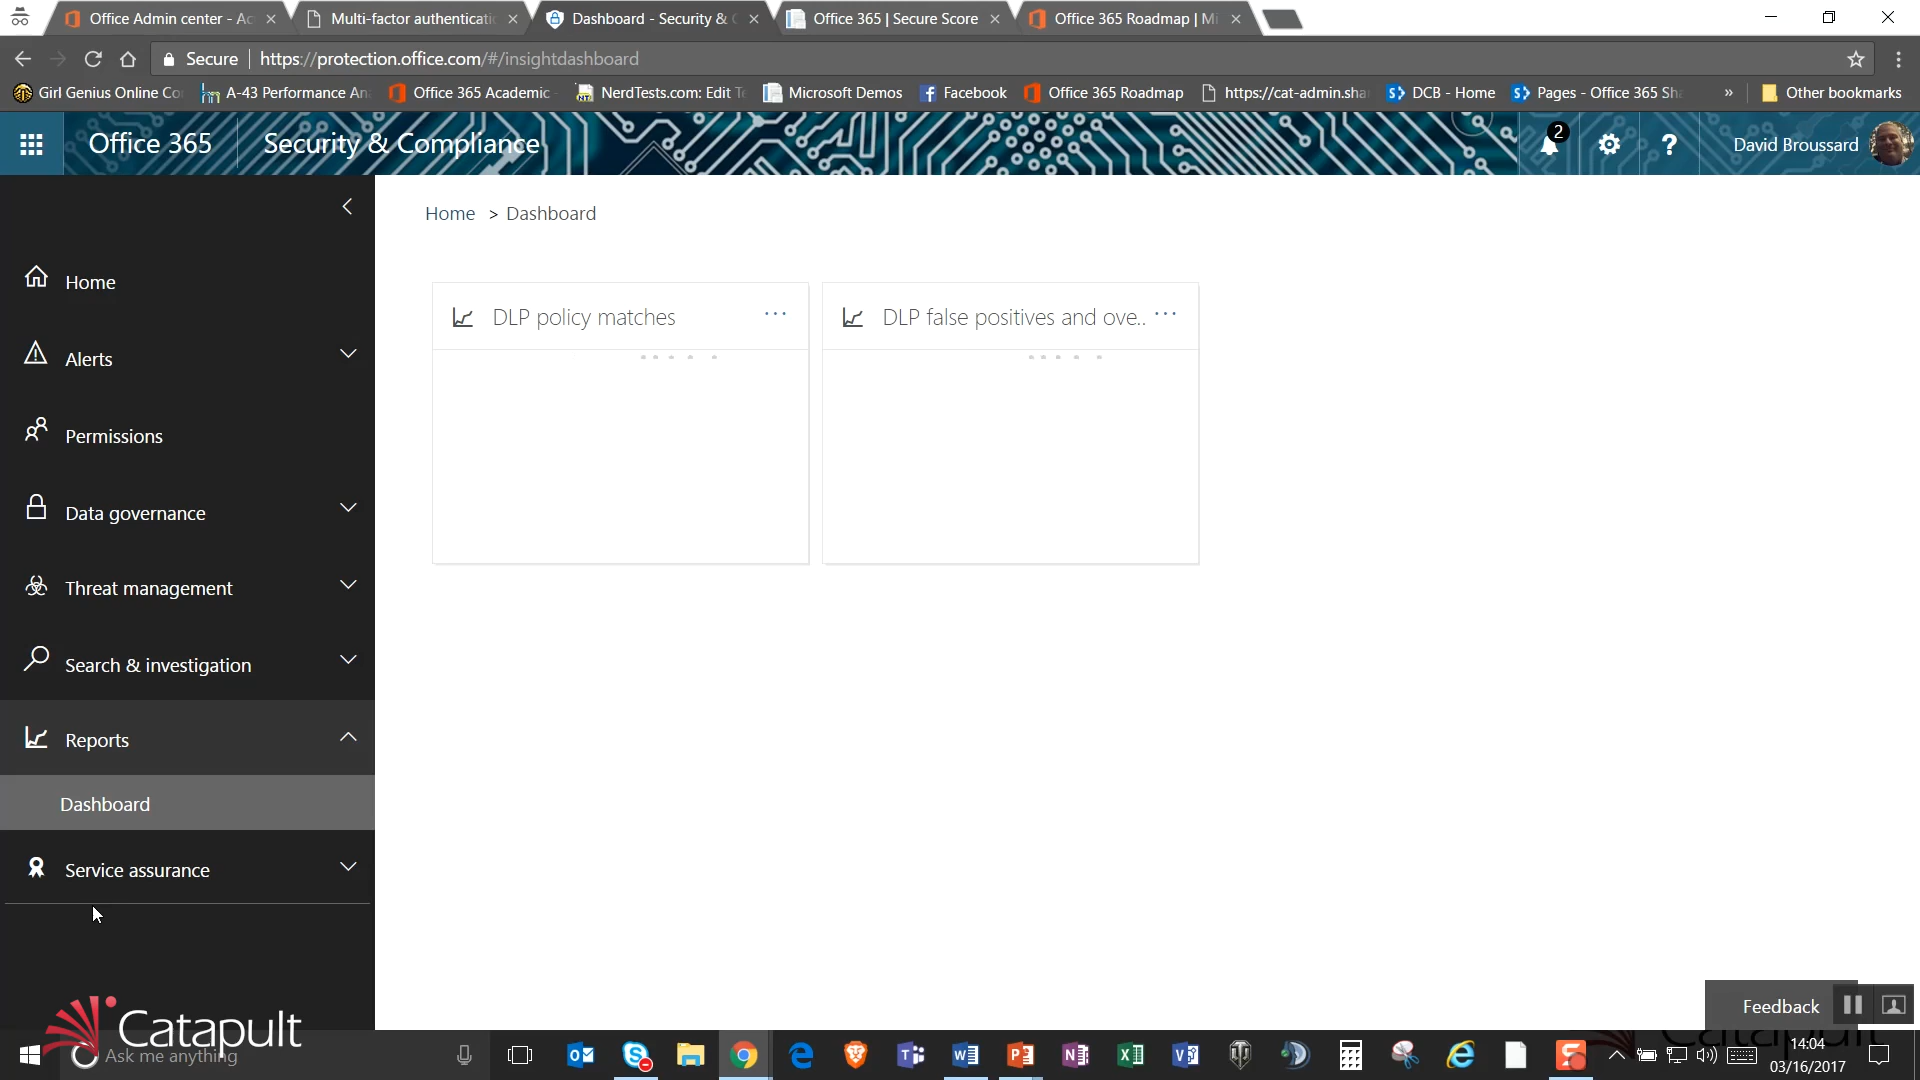 Office Admin center - Ac
Multi-factor authenticati
Dashboard - Security & C
Office 365 | Secure Score
Office 365 Roadmap | Mi
Secure
https://protection.office.com/#/insightdashboard
Girl Genius Online Co
A-43 Performance An
Office 365 Academic
NerdTests.com: Edit Te
Microsoft Demos
Facebook
Office 365 Roadmap
https://cat-admin.sha
DCB - Home
Pages - Office 365 Sha
»
Other bookmarks
Office 365
Security & Compliance
2
?
David Broussard
Home > Dashboard
Home
Alerts
Permissions
Data governance
Threat management
Search & investigation
Reports
Dashboard
Service assurance
DLP policy matches
...
DLP false positives and ove..
...
Feedback
Catapult
Ask me anything
14:04
03/16/2017